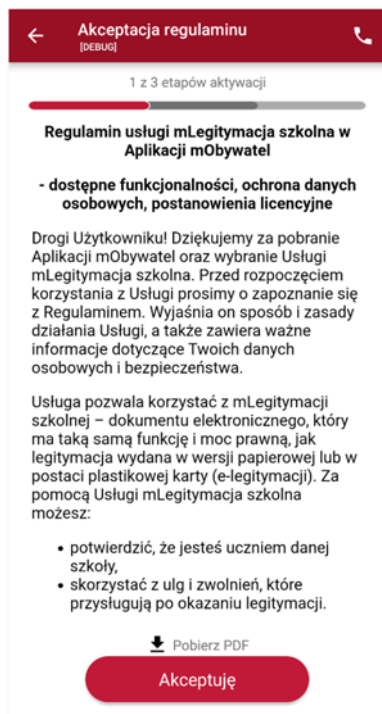 Akceptacja regulaminu
[DEBUG]
1 z 3 etapów aktywacji
Regulamin usługi mLegitymacja szkolna w
Aplikacji mObywatel
- dostępne funkcjonalności, ochrona danych
osobowych, postanowienia licencyjne
Drogi Użytkowniku! Dziękujemy za pobranie
Aplikacji mObywatel oraz wybranie Usługi
mLegitymacja szkolna. Przed rozpoczęciem
korzystania z Usługi prosimy o zapoznanie się
z Regulaminem. Wyjaśnia on sposób i zasady
działania Usługi, a także zawiera ważne
informacje dotyczące Twoich danych
osobowych i bezpieczeństwa.
Usługa pozwala korzystać z mLegitymacji
szkolnej – dokumentu elektronicznego, który
ma taką samą funkcję i moc prawną, jak
legitymacja wydana w wersji papierowej lub w
postaci plastikowej karty (e-legitymacji). Za
pomocą Usługi mLegitymacja szkolna
możesz:
• potwierdzić, że jesteś uczniem danej
szkoły,
• skorzystać z ulg i zwolnień, które
przysługują po okazaniu legitymacji.
Pobierz PDF
Akceptuję